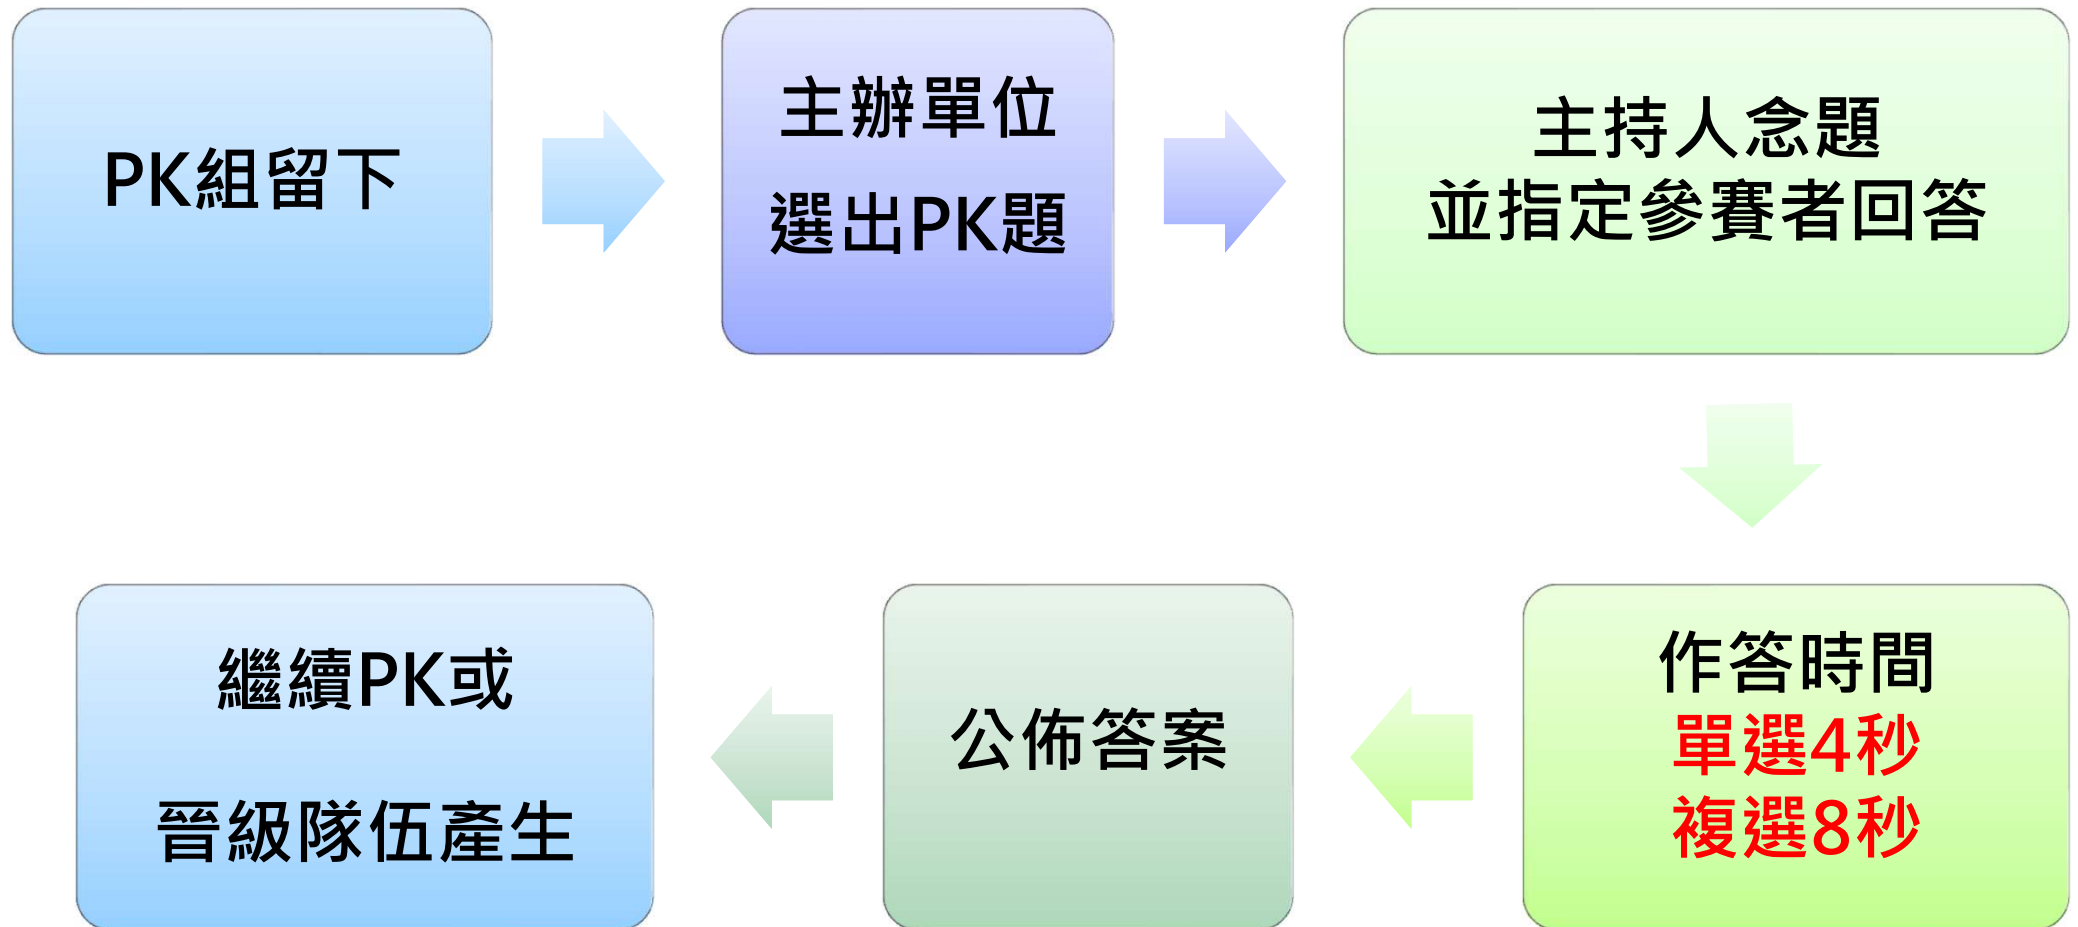 PK組留下
主辦單位
選出PK題
主持人念題
並指定參賽者回答
作答時間
單選4秒
複選8秒
公佈答案
繼續PK或
晉級隊伍產生